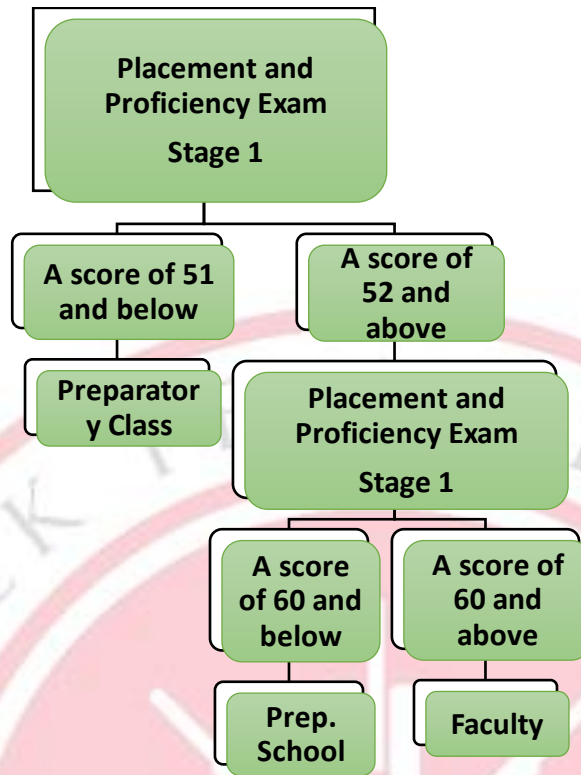 Placement and
Proficiency Exam
Stage 1
A score of 51
and below
A score of
52 and
above
Preparator
y Class
Placement and
Proficiency Exam
Stage 1
A score
of 60 and
below
A score of
60 and
above
Prep.
School
Faculty